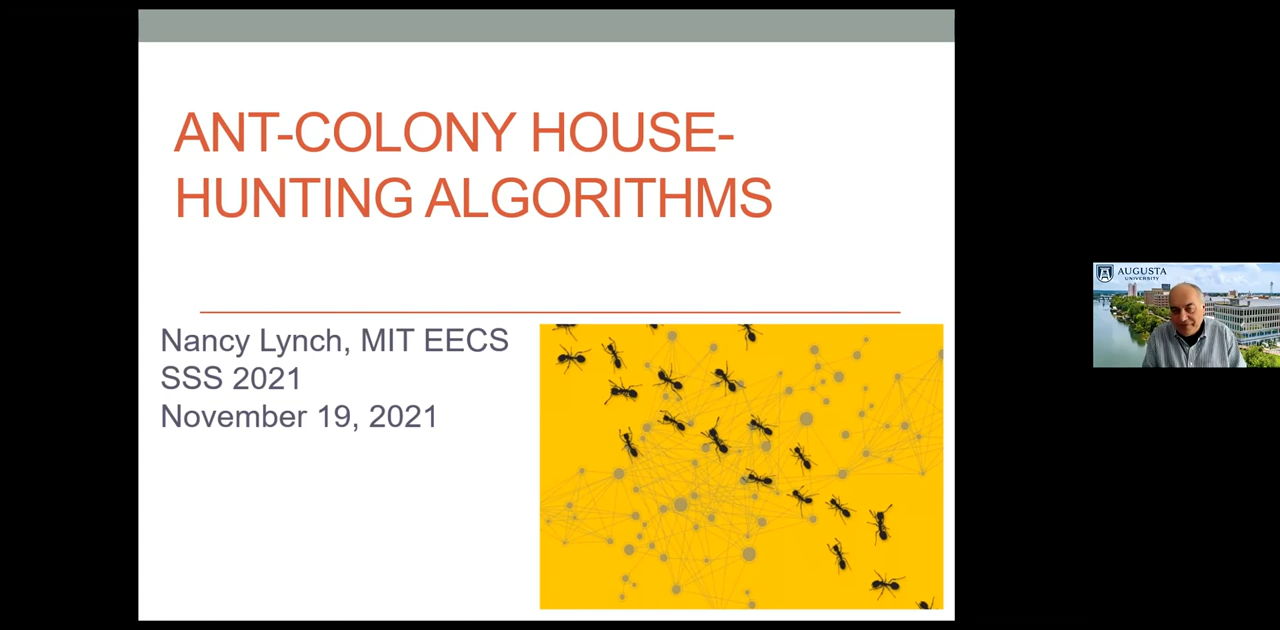 ANT-COLONY HOUSE-
HUNTING ALGORITHMS
Nancy Lynch, MIT EECS
SSS 2021
November 19, 2021
AUGUSTA
UNIVERSITY